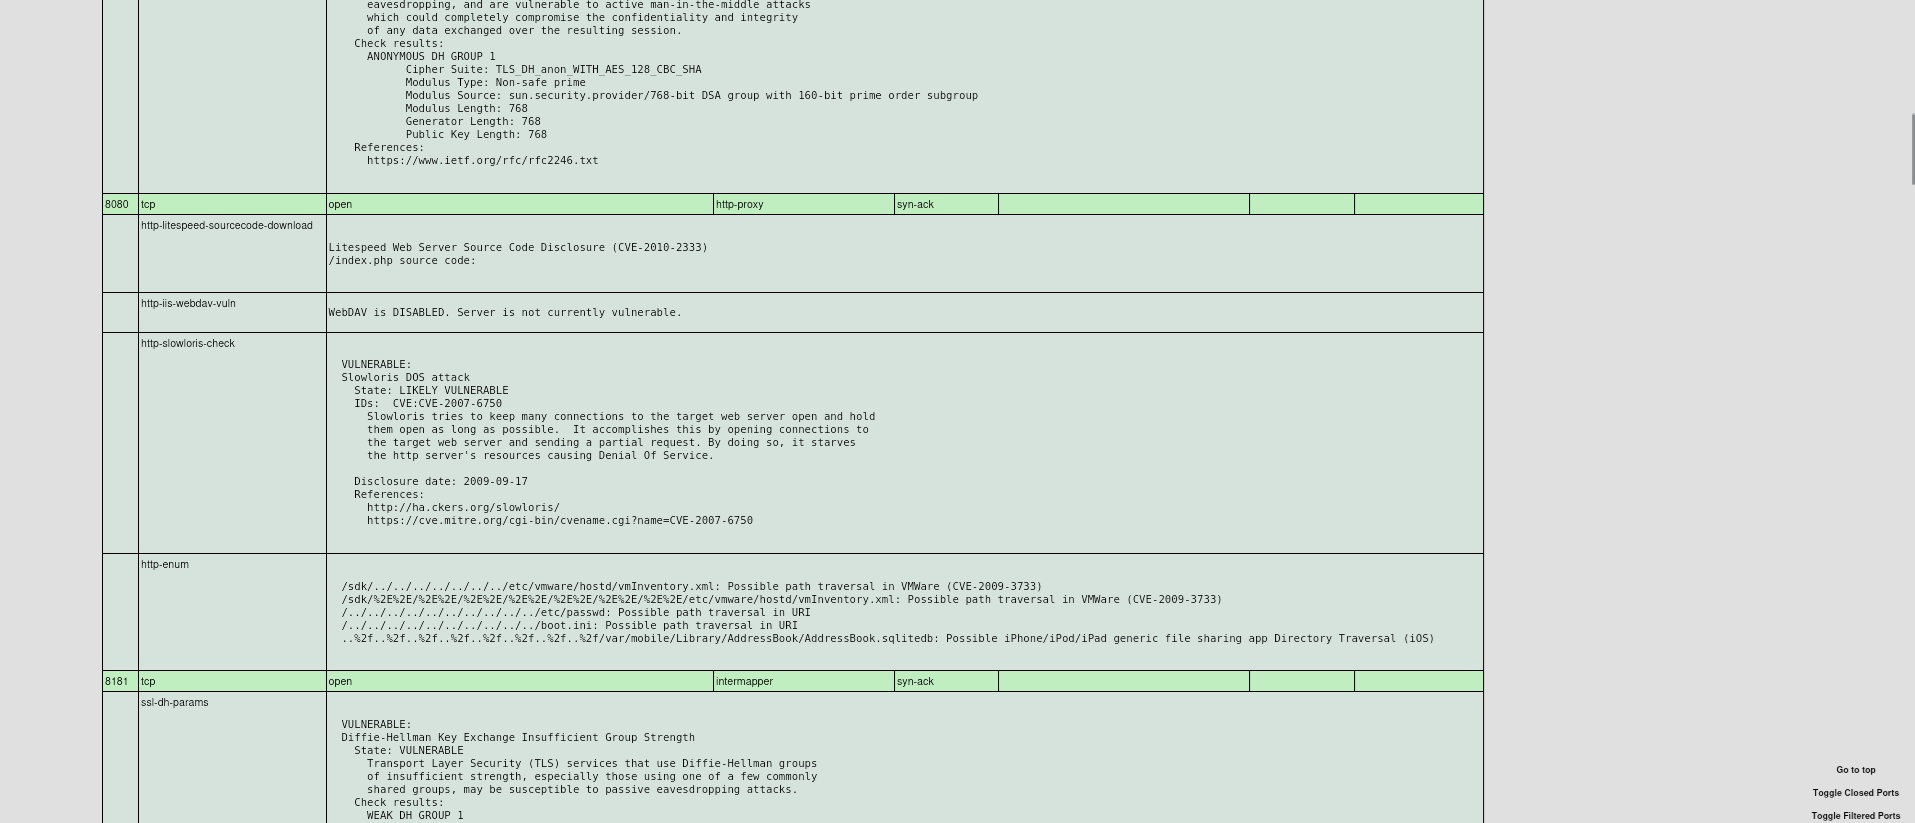 eavesdropping, and are vulnerable to active man-in-the-middle attacks
which could completely compromise the confidentiality and integrity
of any data exchanged over the resulting session.
Check results:
ANONYMOUS DH GROUP 1
Cipher Suite: TLS_DH_anon_WITH_AES_128_CBC_SHA
Modulus Type: Non-safe prime
Modulus Source: sun.security.provider/768-bit DSA group with 160-bit prime order subgroup
Modulus Length: 768
Generator Length: 768
Public Key Length: 768
References:
https://www.ietf.org/rfc/rfc2246.txt
8080 tcp open http-proxy syn-ack
http-litespeed-sourcecode-download
Litespeed Web Server Source Code Disclosure (CVE-2010-2333)
/index.php source code:
http-iis-webdav-vuln
WebDAV is DISABLED. Server is not currently vulnerable.
http-slowloris-check
VULNERABLE:
Slowloris DOS attack
State: LIKELY VULNERABLE
IDs:  CVE:CVE-2007-6750
Slowloris tries to keep many connections to the target web server open and hold
them open as long as possible.  It accomplishes this by opening connections to
the target web server and sending a partial request. By doing so, it starves
the http server's resources causing Denial Of Service.
Disclosure date: 2009-09-17
References:
http://ha.ckers.org/slowloris/
https://cve.mitre.org/cgi-bin/cvename.cgi?name=CVE-2007-6750
http-enum
/sdk/../../../../../../../etc/vmware/hostd/vmInventory.xml: Possible path traversal in VMWare (CVE-2009-3733)
/sdk/%2E%2E/%2E%2E/%2E%2E/%2E%2E/%2E%2E/%2E%2E/%2E%2E/etc/vmware/hostd/vmInventory.xml: Possible path traversal in VMWare (CVE-2009-3733)
/../../../../../../../../../../etc/passwd: Possible path traversal in URI
/../../../../../../../../../../boot.ini: Possible path traversal in URI
..%2f..%2f..%2f..%2f..%2f..%2f..%2f..%2f/var/mobile/Library/AddressBook/AddressBook.sqlitedb: Possible iPhone/iPod/iPad generic file sharing app Directory Traversal (iOS)
8181 tcp open intermapper syn-ack
ssl-dh-params
VULNERABLE:
Diffie-Hellman Key Exchange Insufficient Group Strength
State: VULNERABLE
Transport Layer Security (TLS) services that use Diffie-Hellman groups
of insufficient strength, especially those using one of a few commonly
shared groups, may be susceptible to passive eavesdropping attacks.
Check results:
WEAK DH GROUP 1
Go to top
Toggle Closed Ports
Toggle Filtered Ports